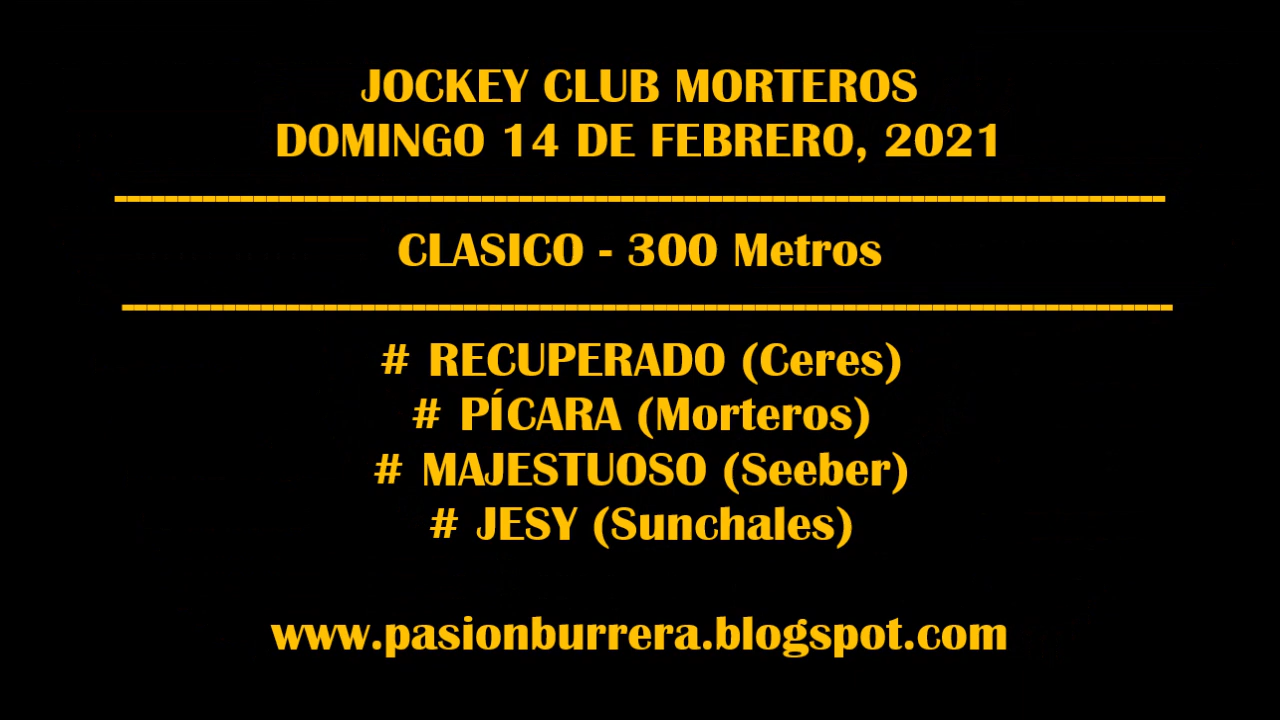 JOCKEY CLUB MORTEROS
DOMINGO 14 DE FEBRERO, 2021
CLASICO - 300 Metros
# RECUPERADO (Ceres)
# PÍCARA (Morteros)
# MAJESTUOSO (Seeber)
# JESY (Sunchales)
www.pasionburrera.blogspot.com